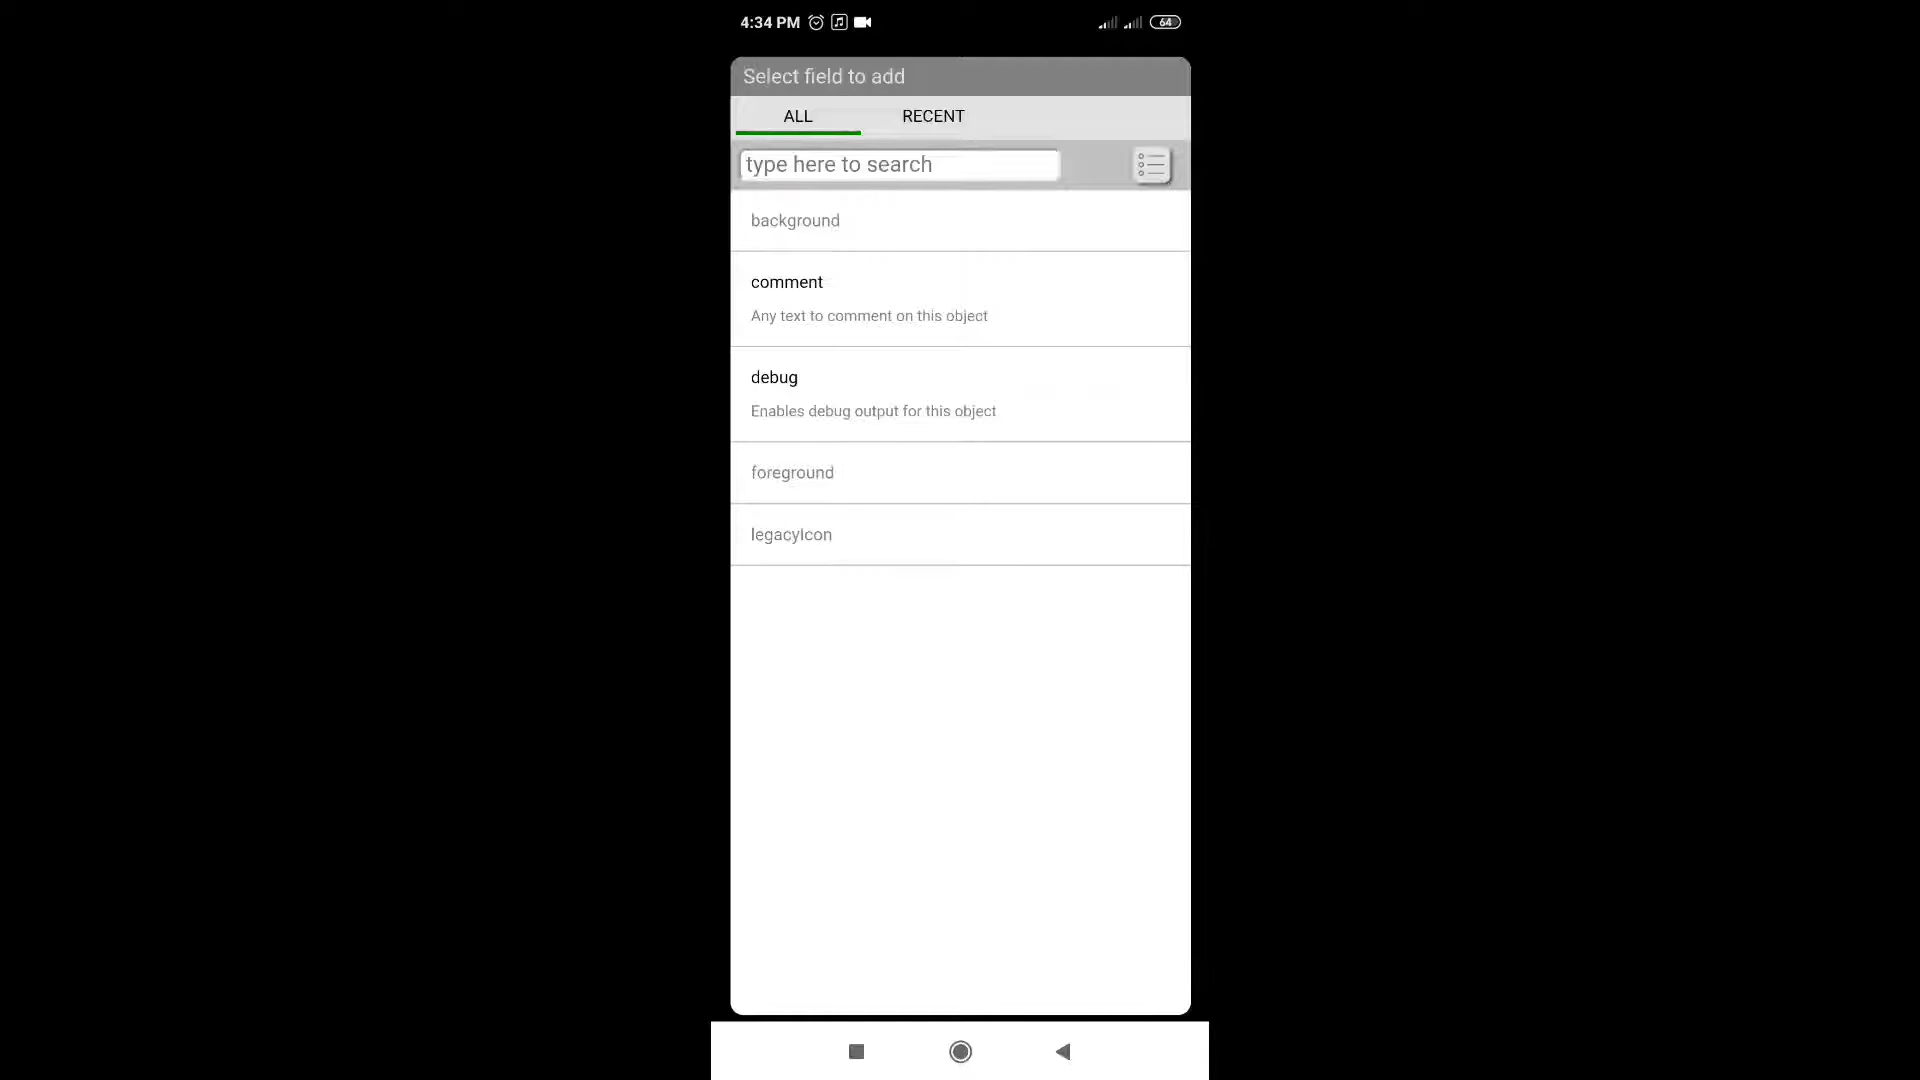 4:34 PM
64
Select field to add
ALL
RECENT
type here to search
background
comment
Any text to comment on this object
debug
Enables debug output for this object
foreground
legacyIcon